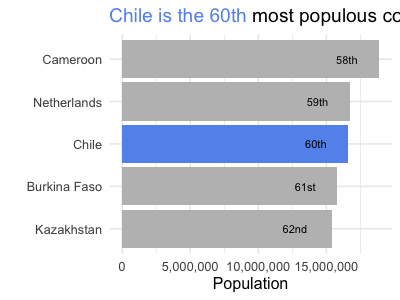 Chile is the 60th most populous co
Cameroon 58th
Netherlands 59th
Chile 60th
Burkina Faso 61st
Kazakhstan 62nd
0 5,000,000 10,000,000 15,000,000
Population